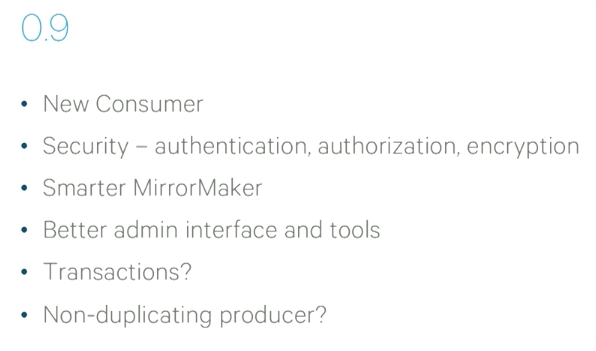 0.9
• New Consumer
• Security – authentication, authorization, encryption
• Smarter MirrorMaker
• Better admin interface and tools
• Transactions?
• Non-duplicating producer?